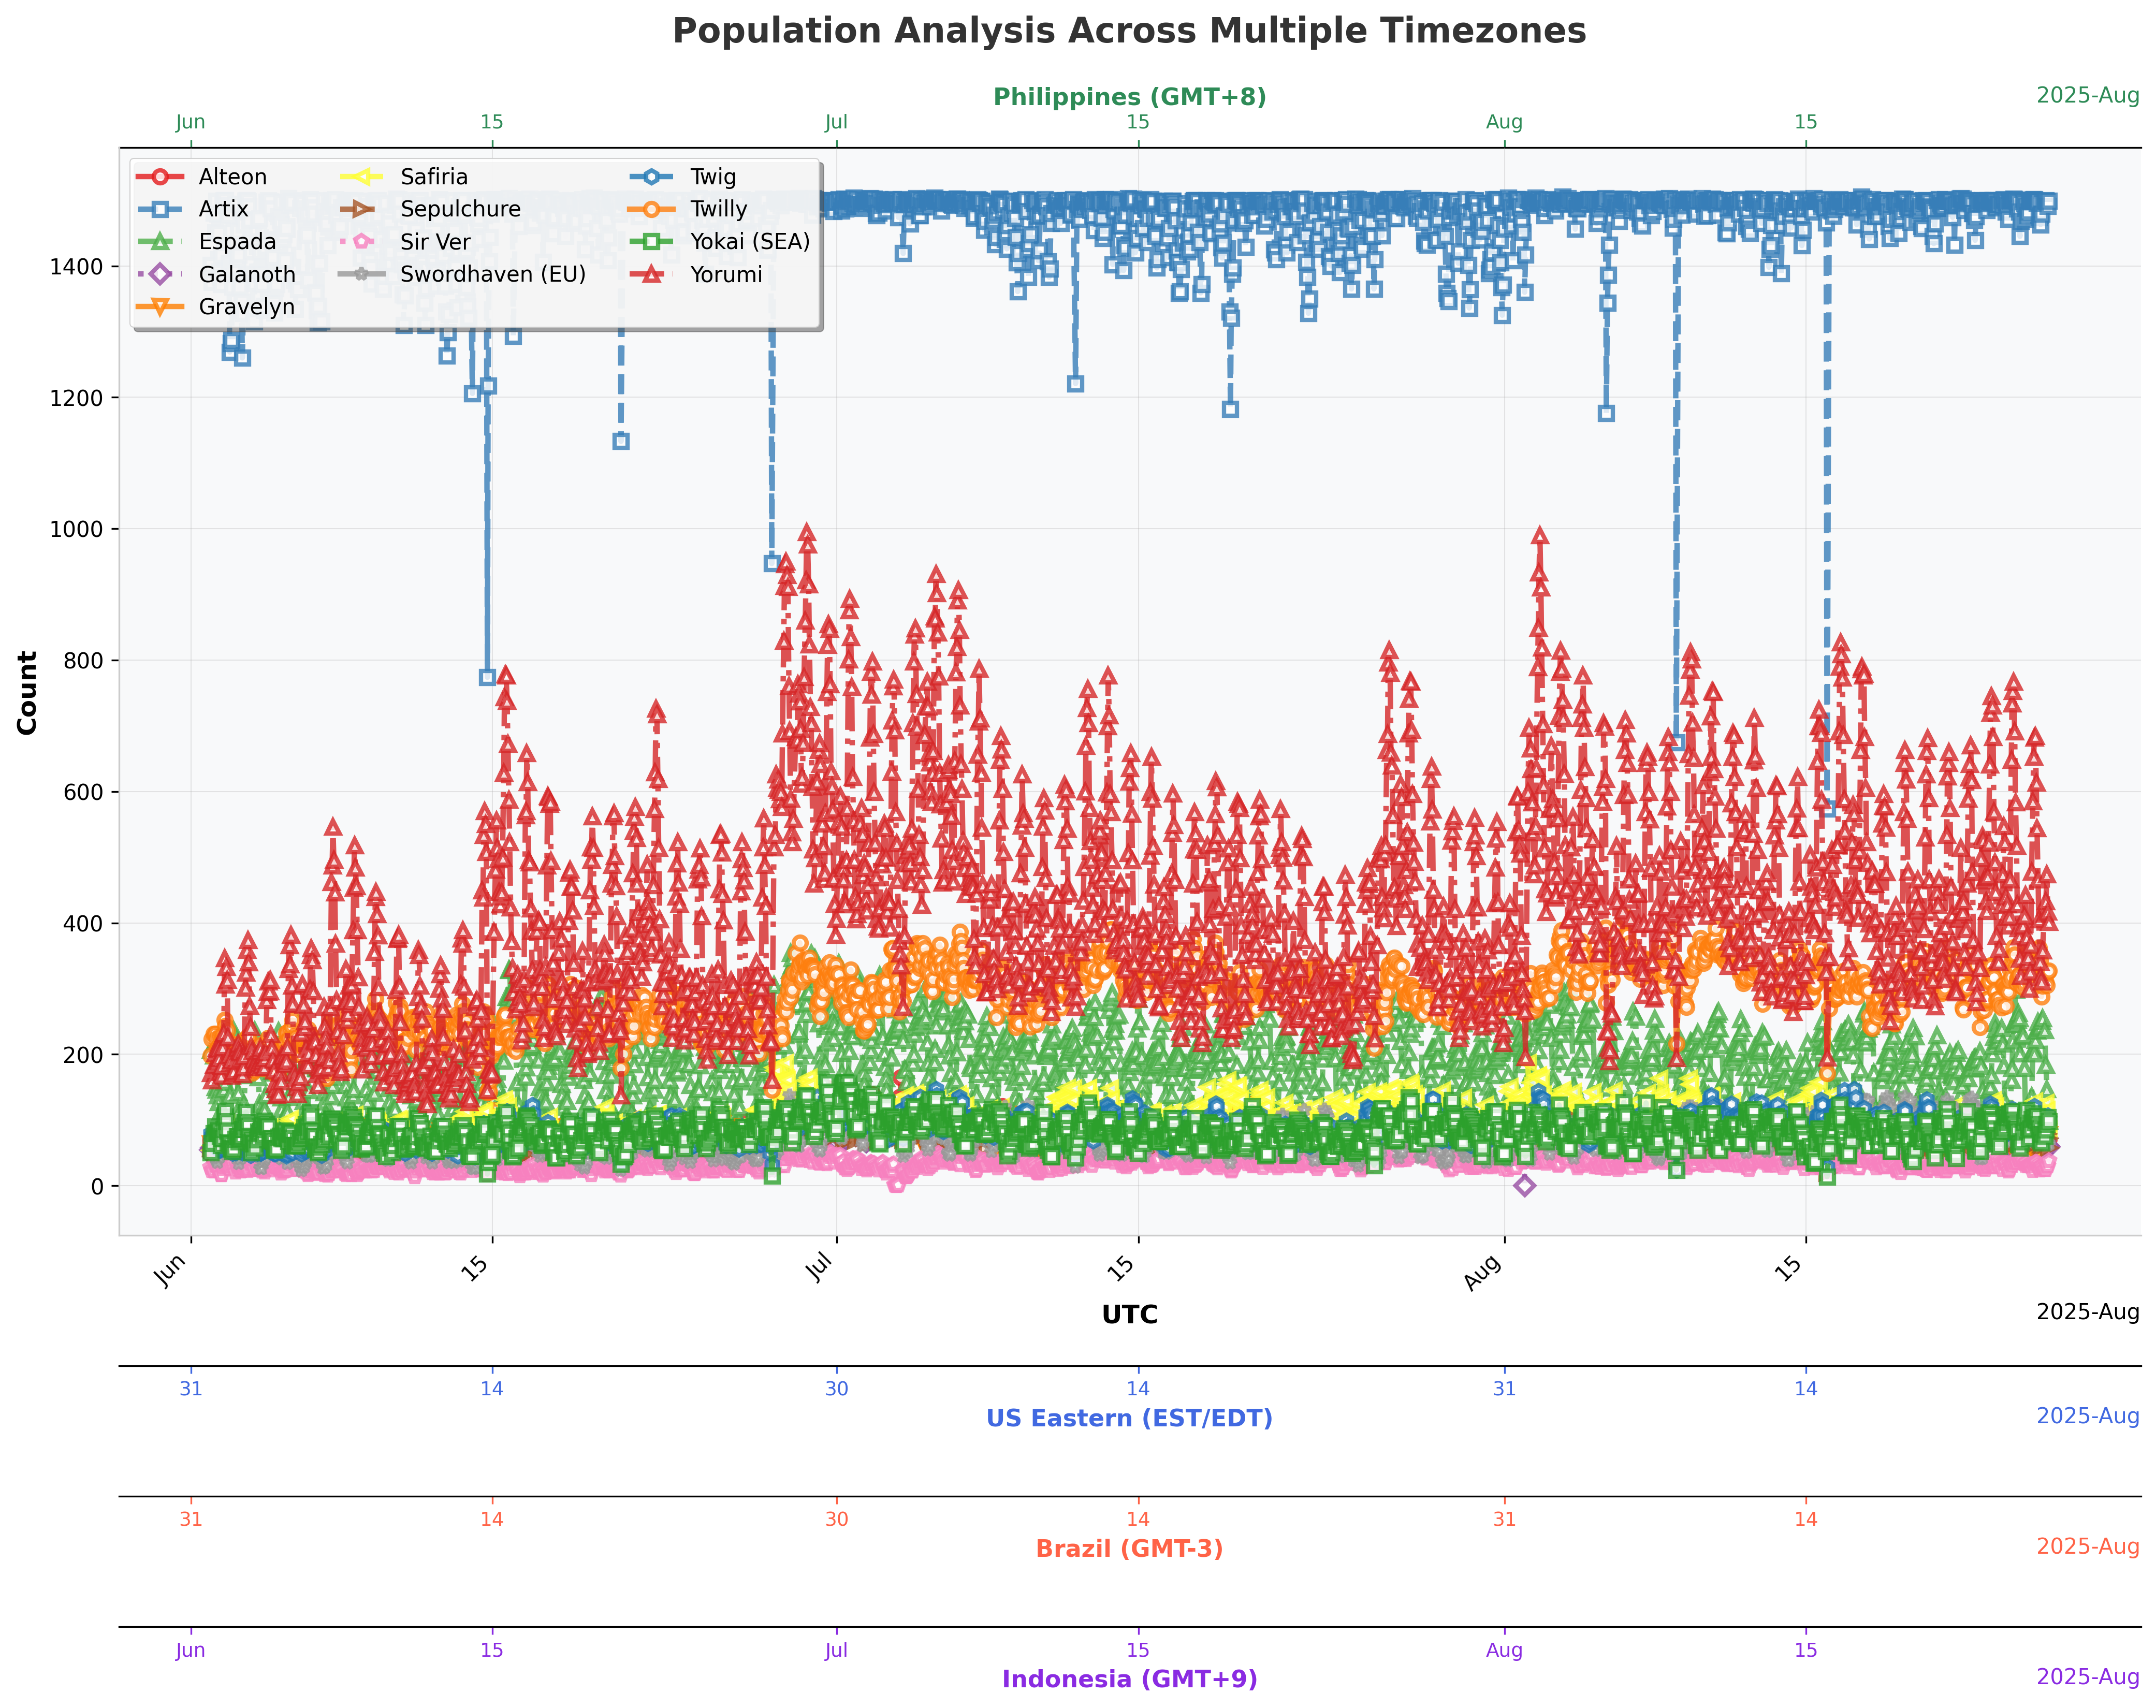 Population Analysis Across Multiple Timezones
Philippines (GMT+8) 2025-Aug
Jun 15 Jul 15 Aug 15
Alteon Safiria Twig
Artix Sepulchure Twilly
Espada Sir Ver Yokai (SEA)
Galanoth Swordhaven (EU) Yorumi
Gravelyn
1400
1200
1000
800
600
400
200
0
Count
Jun 15 Jul 15 Aug 15
UTC 2025-Aug
31 14 30 14 31 14
US Eastern (EST/EDT) 2025-Aug
31 14 30 14 31 14
Brazil (GMT-3) 2025-Aug
Jun 15 Jul 15 Aug 15
Indonesia (GMT+9) 2025-Aug